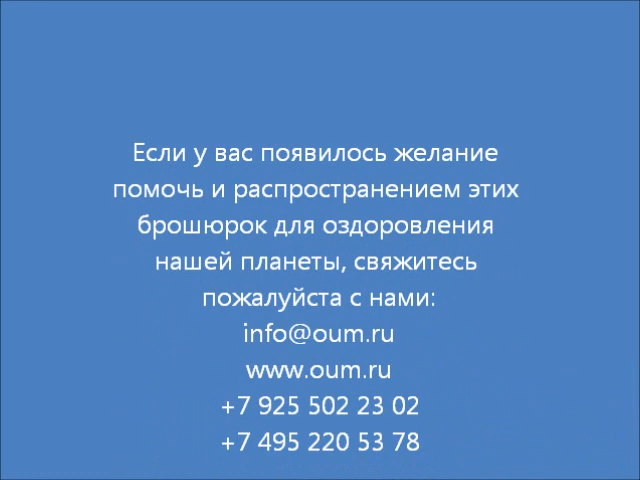 Если у вас появилось желание
помочь и распространением этих
брошюрок для оздоровления
нашей планеты, свяжитесь
пожалуйста с нами:
info@oum.ru
www.oum.ru
+7 925 502 23 02
+7 495 220 53 78